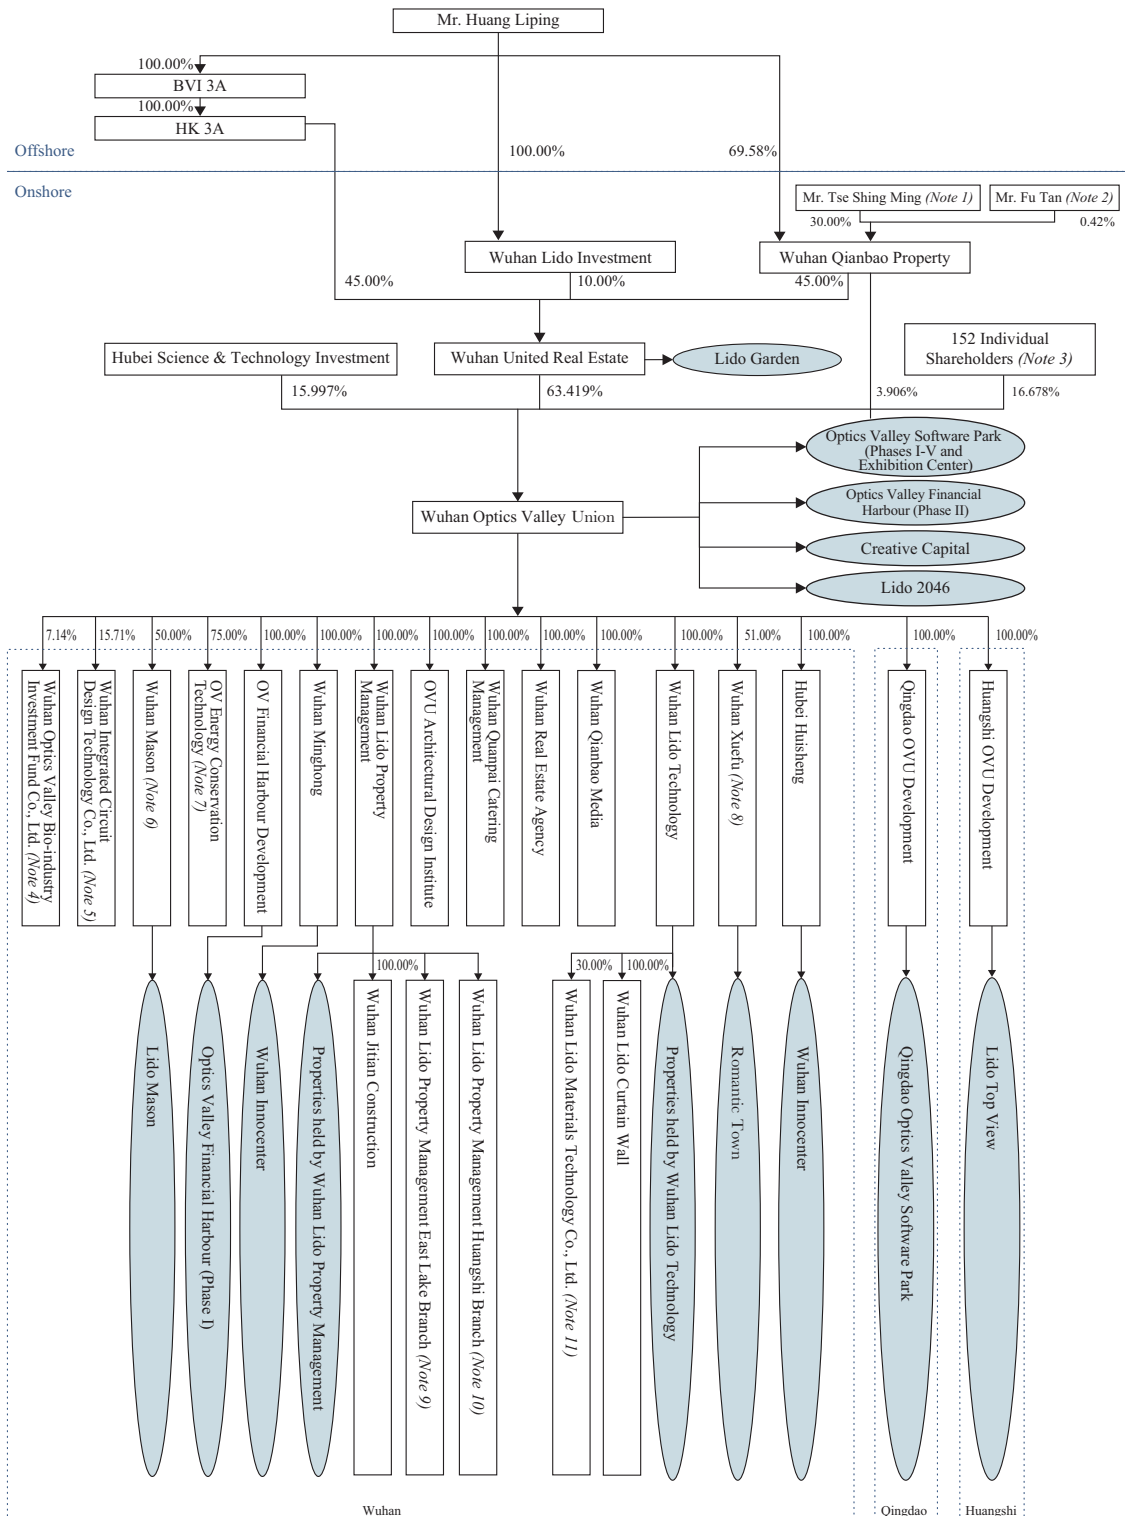 Mr. Huang Liping
100.00%
BVI 3A
100.00%
HK 3A
Offshore
100.00%
69.58%
Onshore
Mr. Tse Shing Ming (Note 1)
Mr. Fu Tan (Note 2)
30.00%
0.42%
Wuhan Lido Investment
Wuhan Qianbao Property
45.00%
10.00%
45.00%
Hubei Science & Technology Investment
Wuhan United Real Estate
Lido Garden
152 Individual
Shareholders (Note 3)
15.997%
63.419%
3.906%
16.678%
Optics Valley Software Park
(Phases I-V and
Exhibition Center)
Optics Valley Financial
Harbour (Phase II)
Wuhan Optics Valley Union
Creative Capital
Lido 2046
7.14%
15.71%
50.00%
75.00%
100.00%
100.00%
100.00%
100.00%
100.00%
100.00%
100.00%
100.00%
51.00%
100.00%
100.00%
100.00%
Wuhan Optics Valley Bio-industry
Investment Fund Co., Ltd. (Note 4)
Wuhan Integrated Circuit
Design Technology Co., Ltd. (Note 5)
Wuhan Mason (Note 6)
OV Energy Conservation
Technology (Note 7)
OV Financial Harbour Development
Wuhan Minghong
Wuhan Lido Property
Management
OVU Architectural Design Institute
Wuhan Quanpai Catering
Management
Wuhan Real Estate Agency
Wuhan Qianbao Media
Wuhan Lido Technology
Wuhan Xuefu (Note 8)
Hubei Huisheng
Qingdao OVU Development
Huangshi OVU Development
100.00%
30.00%
100.00%
Lido Mason
Optics Valley Financial Harbour (Phase I)
Wuhan Innocenter
Properties held by Wuhan Lido Property Management
Wuhan Jitian Construction
Wuhan Lido Property Management East Lake Branch (Note 9)
Wuhan Lido Property Management Huangshi Branch (Note 10)
Wuhan Lido Materials Technology Co., Ltd. (Note 11)
Wuhan Lido Curtain Wall
Properties held by Wuhan Lido Technology
Romantic Town
Wuhan Innocenter
Qingdao Optics Valley Software Park
Lido Top View
Wuhan
Qingdao
Huangshi